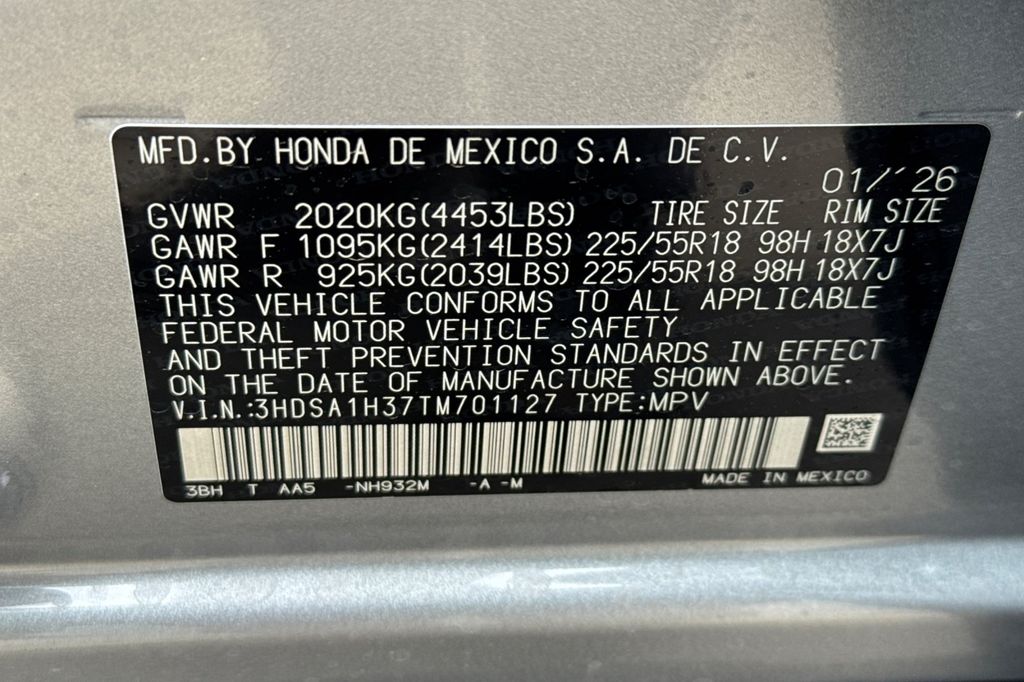 MFD.BY HONDA DE MEXICO S.A. DE C.V.
01/´26
GVWR 2020KG(4453LBS) TIRE SIZE RIM SIZE
GAWR F 1095KG(2414LBS) 225/55R18 98H 18X7J
GAWR R 925KG(2039LBS) 225/55R18 98H 18X7J
THIS VEHICLE CONFORMS TO ALL APPLICABLE
FEDERAL MOTOR VEHICLE SAFETY
AND THEFT PREVENTION STANDARDS IN EFFECT
ON THE DATE OF MANUFACTURE SHOWN ABOVE.
V.I.N.:3HDSA1H37TM701127 TYPE:MPV
3BH T AA5 -NH932M -A -M MADE IN MEXICO